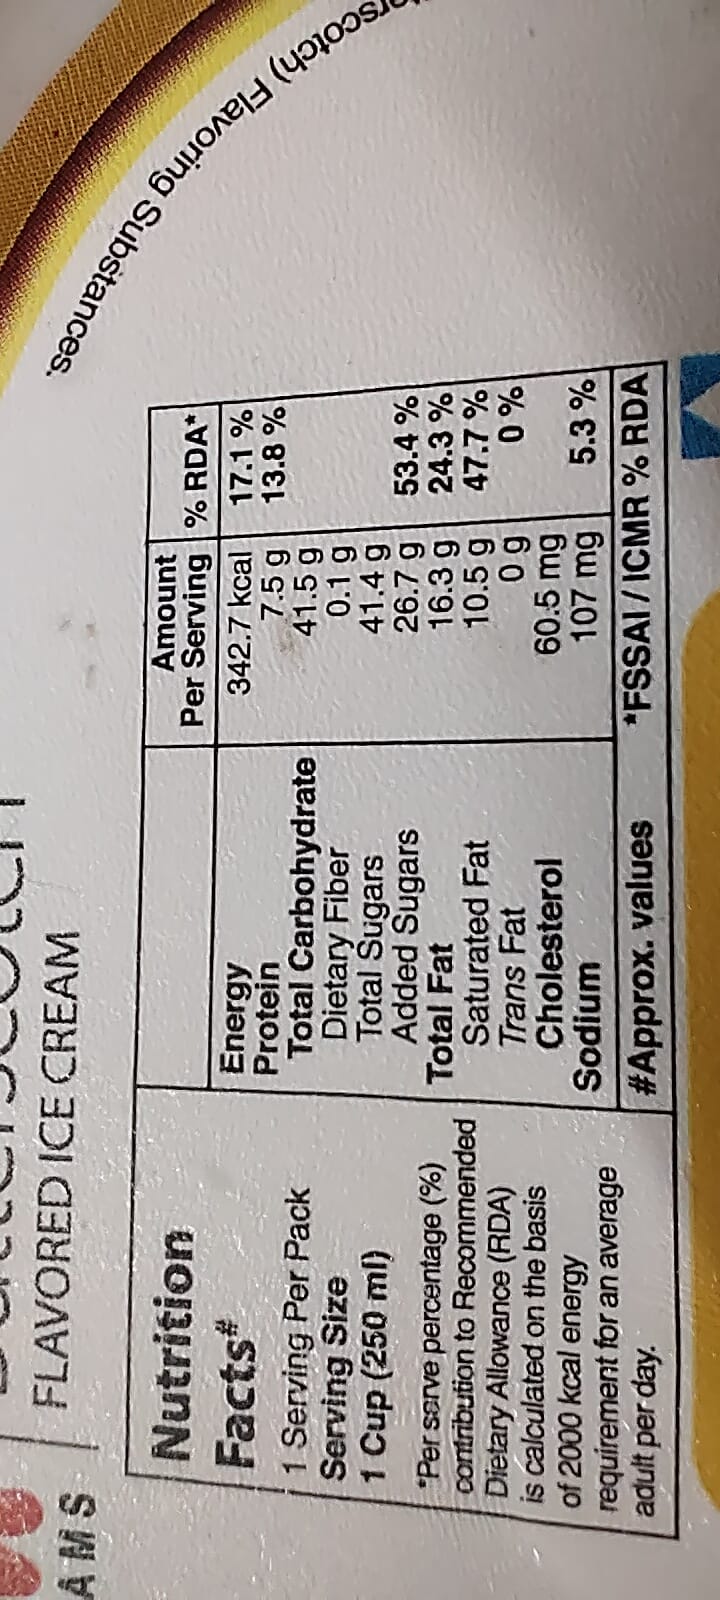 Flavoring Substances.
FLAVORED ICE CREAM
AMS
Nutrition
Facts#
1 Serving Per Pack
Serving Size
1 Cup (250 ml)
*Per serve percentage (%)
contribution to Recommended
Dietary Allowance (RDA)
is calculated on the basis
of 2000 kcal energy
requirement for an average
adult per day.
Amount
Per Serving % RDA*
Energy 342.7 kcal 17.1 %
Protein 7.5 g 13.8 %
Total Carbohydrate 41.5 g
Dietary Fiber 0.1 g
Total Sugars 41.4 g
Added Sugars 26.7 g 53.4 %
Total Fat 16.3 g 24.3 %
Saturated Fat 10.5 g 47.7 %
Trans Fat 0 g 0 %
Cholesterol 60.5 mg
Sodium 107 mg 5.3 %
#Approx. values *FSSAI / ICMR % RDA